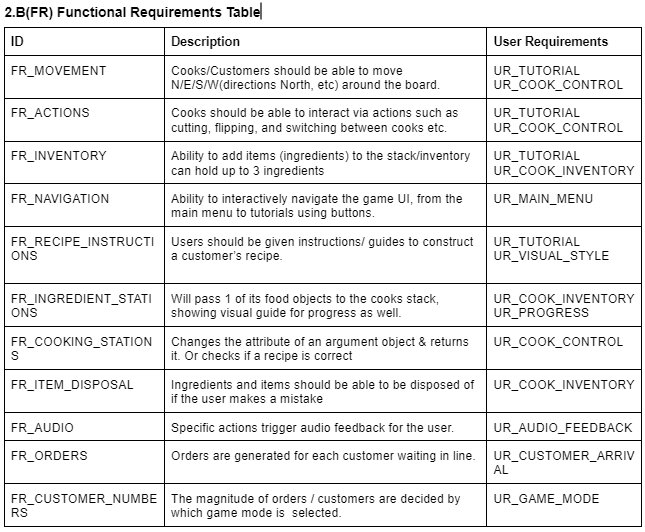 2.B(FR) Functional Requirements Table
ID Description User Requirements
FR_MOVEMENT Cooks/Customers should be able to move UR_TUTORIAL
N/E/S/W(directions North, etc) around the board. UR_COOK_CONTROL
FR_ACTIONS Cooks should be able to interact via actions such as UR_TUTORIAL
cutting, flipping, and switching between cooks etc. UR_COOK_CONTROL
FR_INVENTORY Ability to add items (ingredients) to the stack/inventory UR_TUTORIAL
can hold up to 3 ingredients UR_COOK_INVENTORY
FR_NAVIGATION Ability to interactively navigate the game UI, from the UR_MAIN_MENU
main menu to tutorials using buttons.
FR_RECIPE_INSTRUCTI Users should be given instructions/ guides to construct UR_TUTORIAL
ONS a customer's recipe. UR_VISUAL_STYLE
FR_INGREDIENT_STATI Will pass 1 of its food objects to the cooks stack, UR_COOK_INVENTORY
ONS showing visual guide for progress as well. UR_PROGRESS
FR_COOKING_STATION Changes the attribute of an argument object & returns UR_COOK_CONTROL
S it. Or checks if a recipe is correct
FR_ITEM_DISPOSAL Ingredients and items should be able to be disposed of UR_COOK_INVENTORY
if the user makes a mistake
FR_AUDIO Specific actions trigger audio feedback for the user. UR_AUDIO_FEEDBACK
FR_ORDERS Orders are generated for each customer waiting in line. UR_CUSTOMER_ARRIV
AL
FR_CUSTOMER_NUMBE The magnitude of orders / customers are decided by UR_GAME_MODE
RS which game mode is selected.